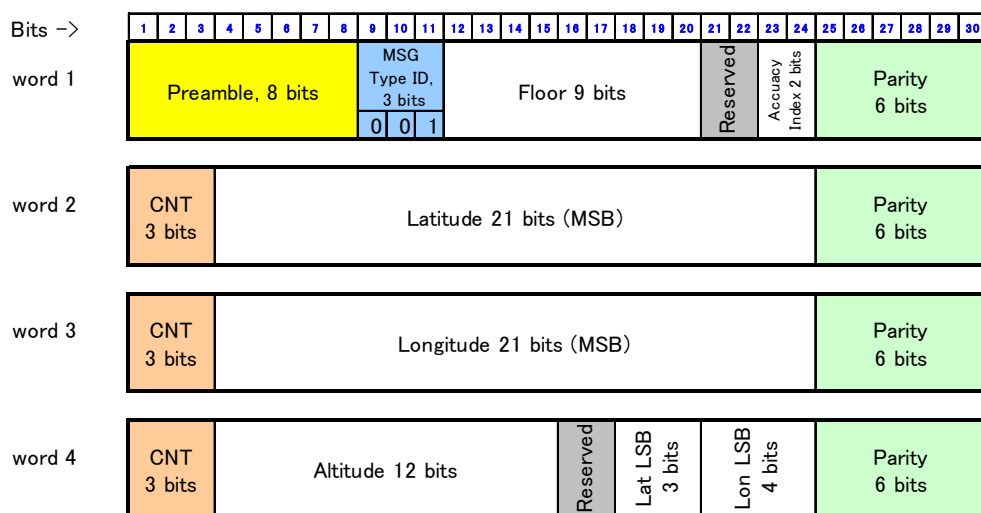 Bits ->
1 2 3 4 5 6 7 8 9 10 11 12 13 14 15 16 17 18 19 20 21 22 23 24 25 26 27 28 29 30
word 1
Preamble, 8 bits
MSG
Type ID,
3 bits
0 0 1
Floor 9 bits
Reserved
Accuacy
Index 2 bits
Parity
6 bits
word 2
CNT
3 bits
Latitude 21 bits (MSB)
Parity
6 bits
word 3
CNT
3 bits
Longitude 21 bits (MSB)
Parity
6 bits
word 4
CNT
3 bits
Altitude 12 bits
Reserved
Lat LSB
3 bits
Lon LSB
4 bits
Parity
6 bits